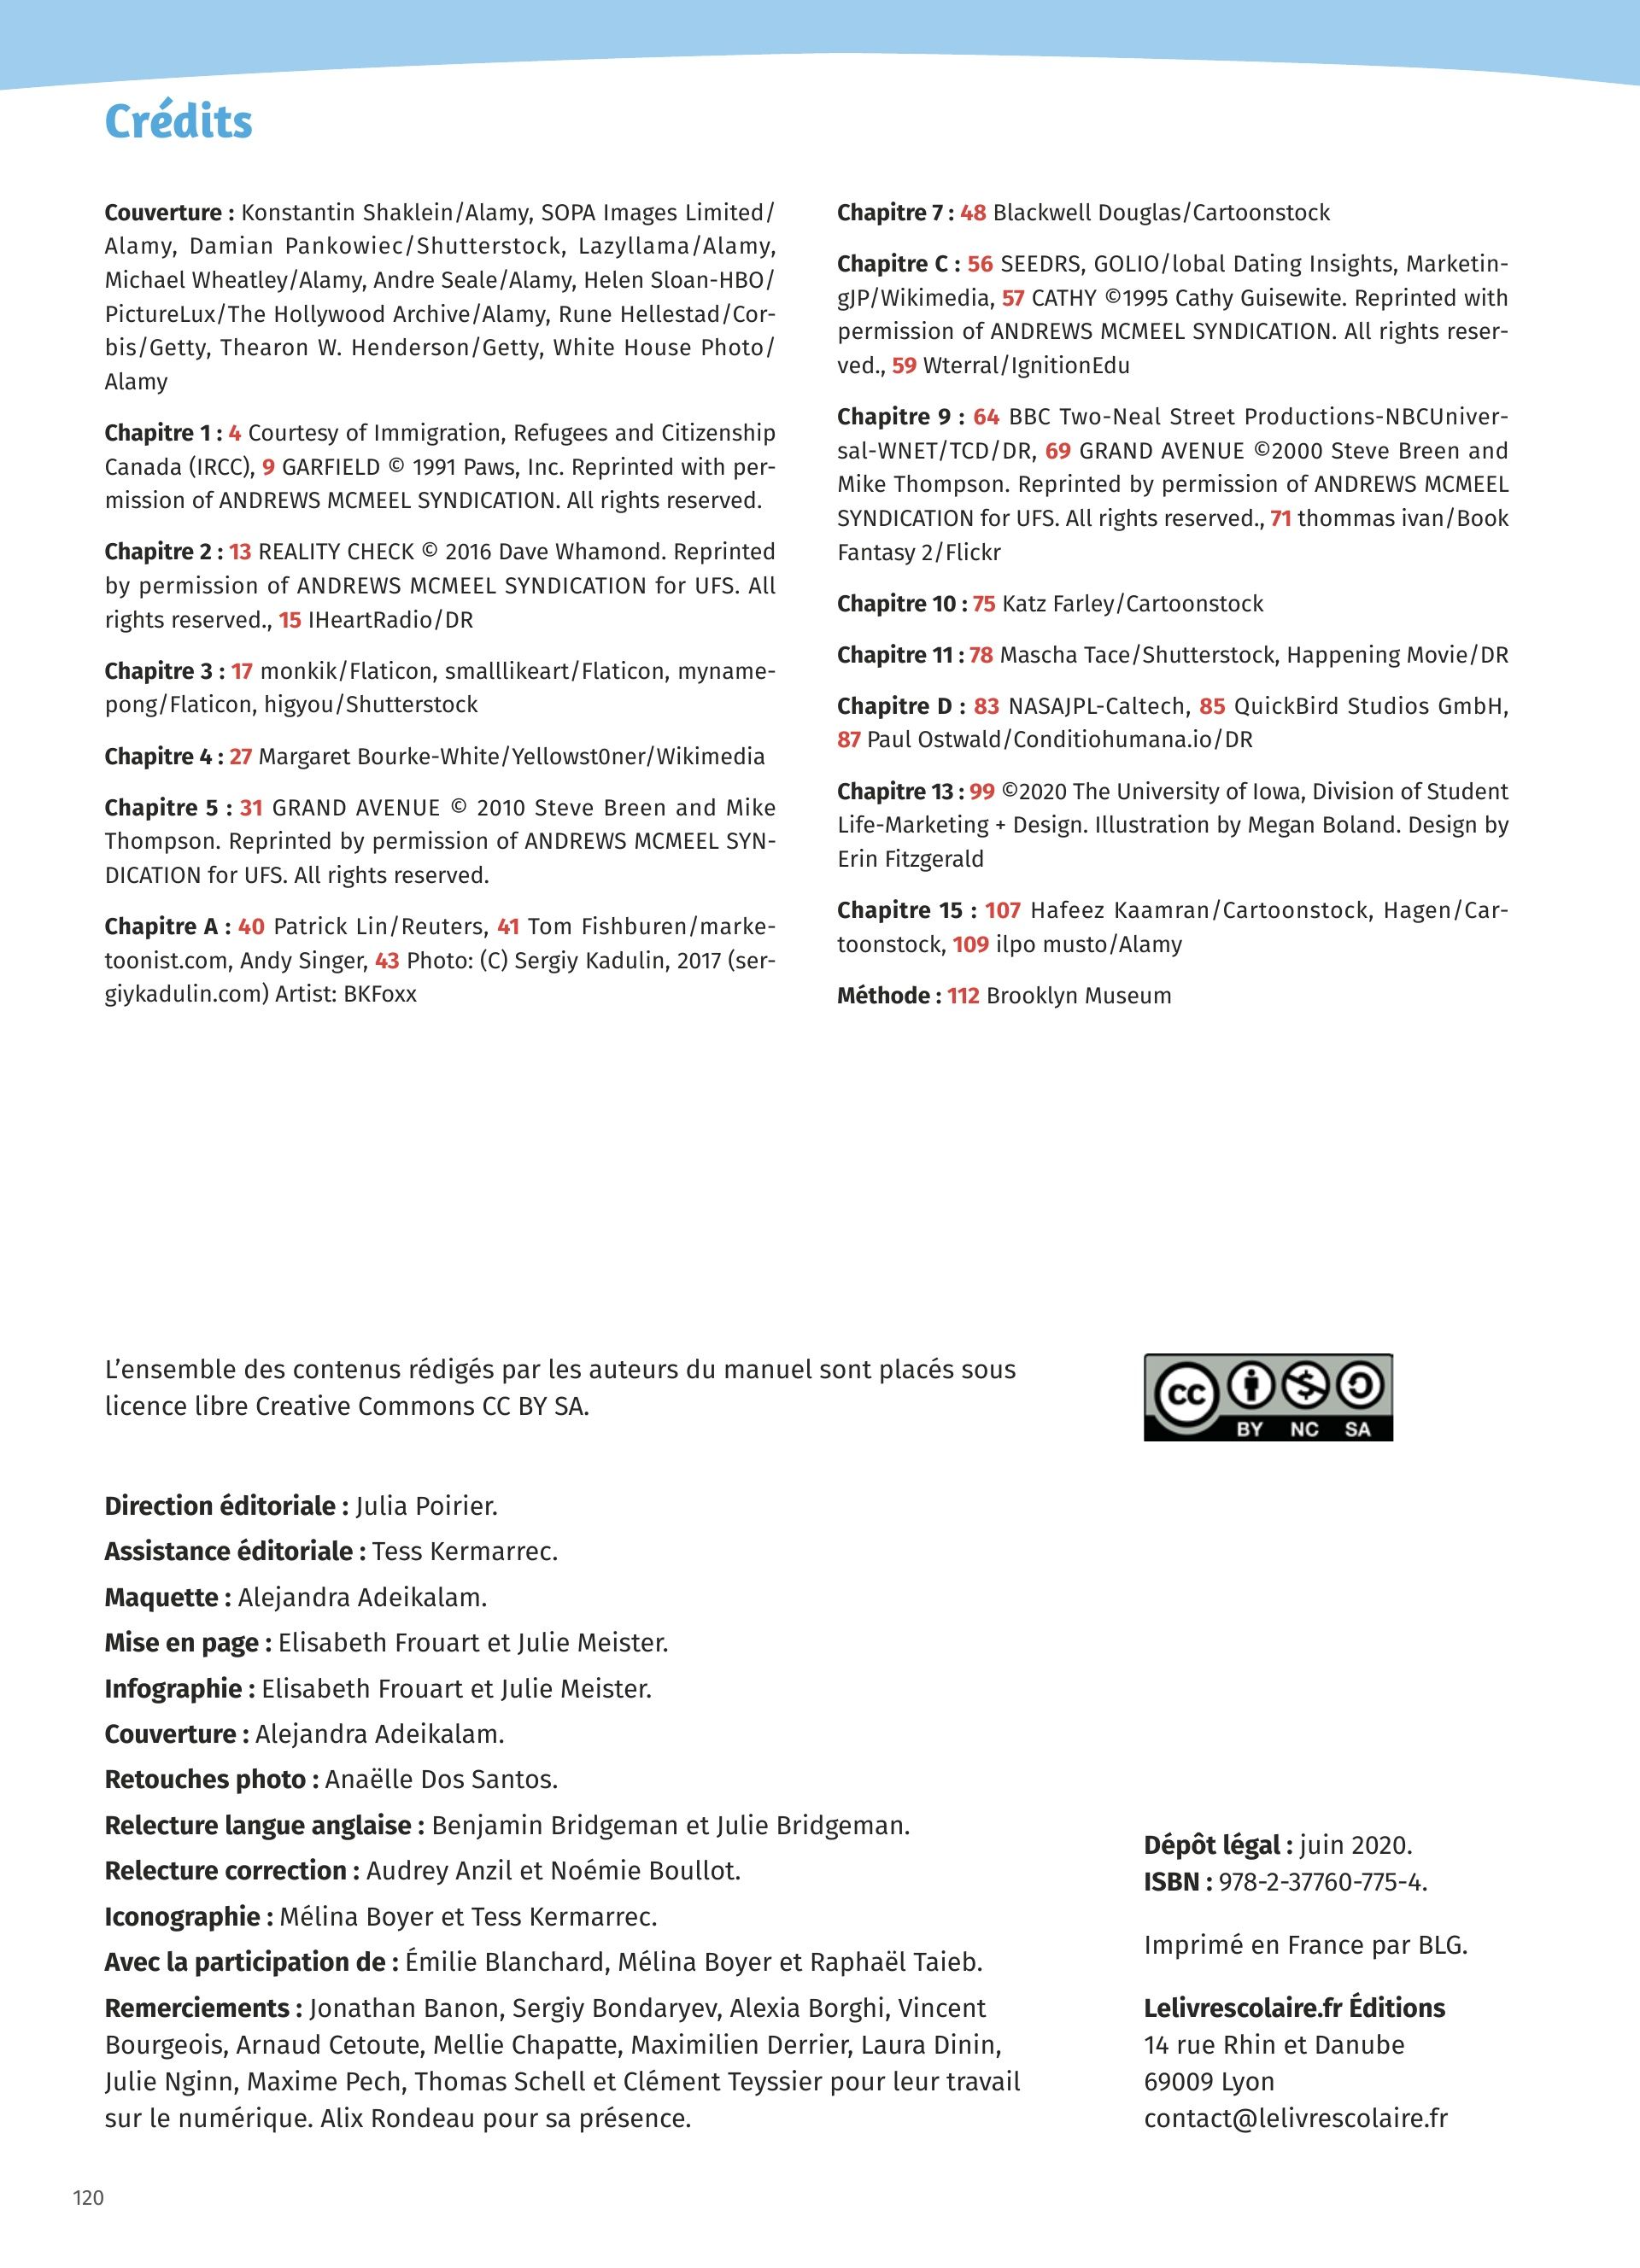 Crédits
Couverture : Konstantin Shaklein/Alamy, SOPA Images Limited/
Alamy, Damian Pankowiec/Shutterstock, Lazyllama/Alamy,
Michael Wheatley/Alamy, Andre Seale/Alamy, Helen Sloan-HBO/
PictureLux/The Hollywood Archive/Alamy, Rune Hellestad/Cor-
bis/Getty, Thearon W. Henderson/Getty, White House Photo/
Alamy
Chapitre 1 : 4 Courtesy of Immigration, Refugees and Citizenship
Canada (IRCC), 9 GARFIELD © 1991 Paws, Inc. Reprinted with per-
mission of ANDREWS MCMEEL SYNDICATION. All rights reserved.
Chapitre 2 : 13 REALITY CHECK © 2016 Dave Whamond. Reprinted
by permission of ANDREWS MCMEEL SYNDICATION for UFS. All
rights reserved., 15 IHeartRadio/DR
Chapitre 3 : 17 monkik/Flaticon, smalllikeart/Flaticon, myname-
pong/Flaticon, higyou/Shutterstock
Chapitre 4 : 27 Margaret Bourke-White/Yellowst0ner/Wikimedia
Chapitre 5 : 31 GRAND AVENUE © 2010 Steve Breen and Mike
Thompson. Reprinted by permission of ANDREWS MCMEEL SYN-
DICATION for UFS. All rights reserved.
Chapitre A : 40 Patrick Lin/Reuters, 41 Tom Fishburen/marke-
toonist.com, Andy Singer, 43 Photo: (C) Sergiy Kadulin, 2017 (ser-
giykadulin.com) Artist: BKFoxx
Chapitre 7 : 48 Blackwell Douglas/Cartoonstock
Chapitre C : 56 SEEDRS, GOLIO/lobal Dating Insights, Marketin-
gJP/Wikimedia, 57 CATHY ©1995 Cathy Guisewite. Reprinted with
permission of ANDREWS MCMEEL SYNDICATION. All rights reser-
ved., 59 Wterral/IgnitionEdu
Chapitre 9 : 64 BBC Two-Neal Street Productions-NBCUniver-
sal-WNET/TCD/DR, 69 GRAND AVENUE ©2000 Steve Breen and
Mike Thompson. Reprinted by permission of ANDREWS MCMEEL
SYNDICATION for UFS. All rights reserved., 71 thommas ivan/Book
Fantasy 2/Flickr
Chapitre 10 : 75 Katz Farley/Cartoonstock
Chapitre 11 : 78 Mascha Tace/Shutterstock, Happening Movie/DR
Chapitre D : 83 NASAJPL-Caltech, 85 QuickBird Studios GmbH,
87 Paul Ostwald/Conditiohumana.io/DR
Chapitre 13 : 99 ©2020 The University of Iowa, Division of Student
Life-Marketing + Design. Illustration by Megan Boland. Design by
Erin Fitzgerald
Chapitre 15 : 107 Hafeez Kaamran/Cartoonstock, Hagen/Car-
toonstock, 109 ilpo musto/Alamy
Méthode : 112 Brooklyn Museum
L'ensemble des contenus rédigés par les auteurs du manuel sont placés sous
licence libre Creative Commons CC BY SA.
cc
BY NC SA
Direction éditoriale : Julia Poirier.
Assistance éditoriale : Tess Kermarrec.
Maquette : Alejandra Adeikalam.
Mise en page : Elisabeth Frouart et Julie Meister.
Infographie : Elisabeth Frouart et Julie Meister.
Couverture : Alejandra Adeikalam.
Retouches photo : Anaëlle Dos Santos.
Relecture langue anglaise : Benjamin Bridgeman et Julie Bridgeman.
Relecture correction : Audrey Anzil et Noémie Boullot.
Iconographie : Mélina Boyer et Tess Kermarrec.
Avec la participation de : Émilie Blanchard, Mélina Boyer et Raphaël Taieb.
Remerciements : Jonathan Banon, Sergiy Bondaryev, Alexia Borghi, Vincent
Bourgeois, Arnaud Cetoute, Mellie Chapatte, Maximilien Derrier, Laura Dinin,
Julie Nginn, Maxime Pech, Thomas Schell et Clément Teyssier pour leur travail
sur le numérique. Alix Rondeau pour sa présence.
Dépôt légal : juin 2020.
ISBN : 978-2-37760-775-4.
Imprimé en France par BLG.
Lelivrescolaire.fr Éditions
14 rue Rhin et Danube
69009 Lyon
contact@lelivrescolaire.fr
120